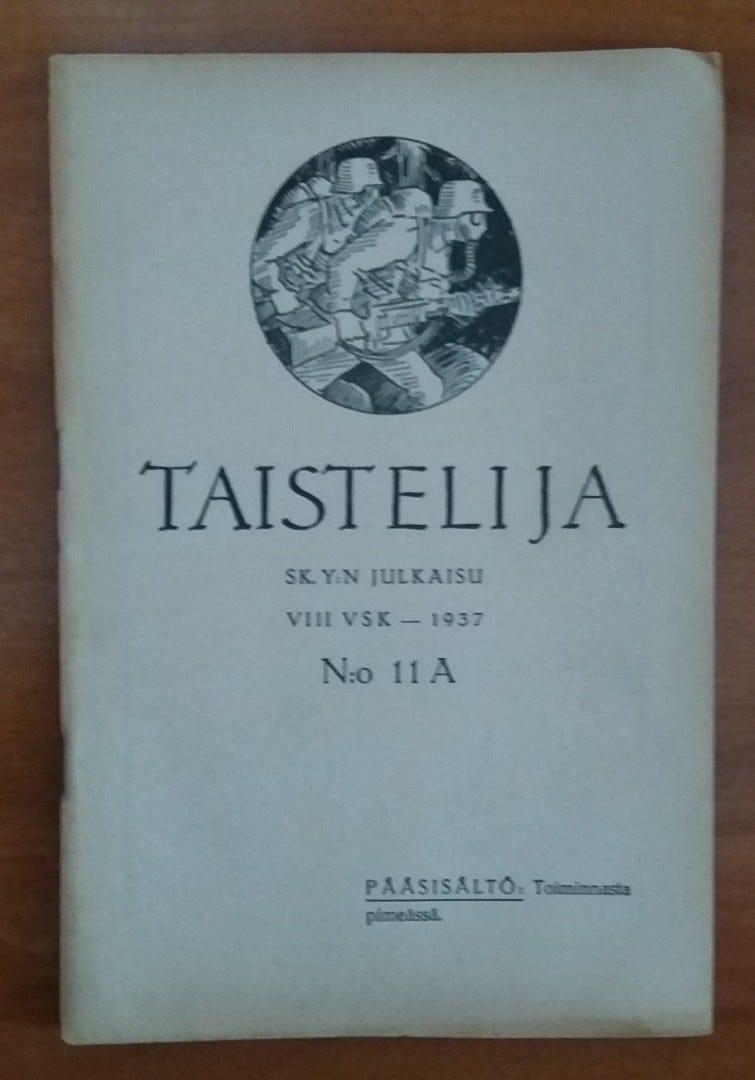 TAISTELIJA
SK.Y:N JULKAISU
VIII VSK — 1937
N:o 11 A
PÄÄSISÄLTÖ: Toiminnasta
pimeässä.